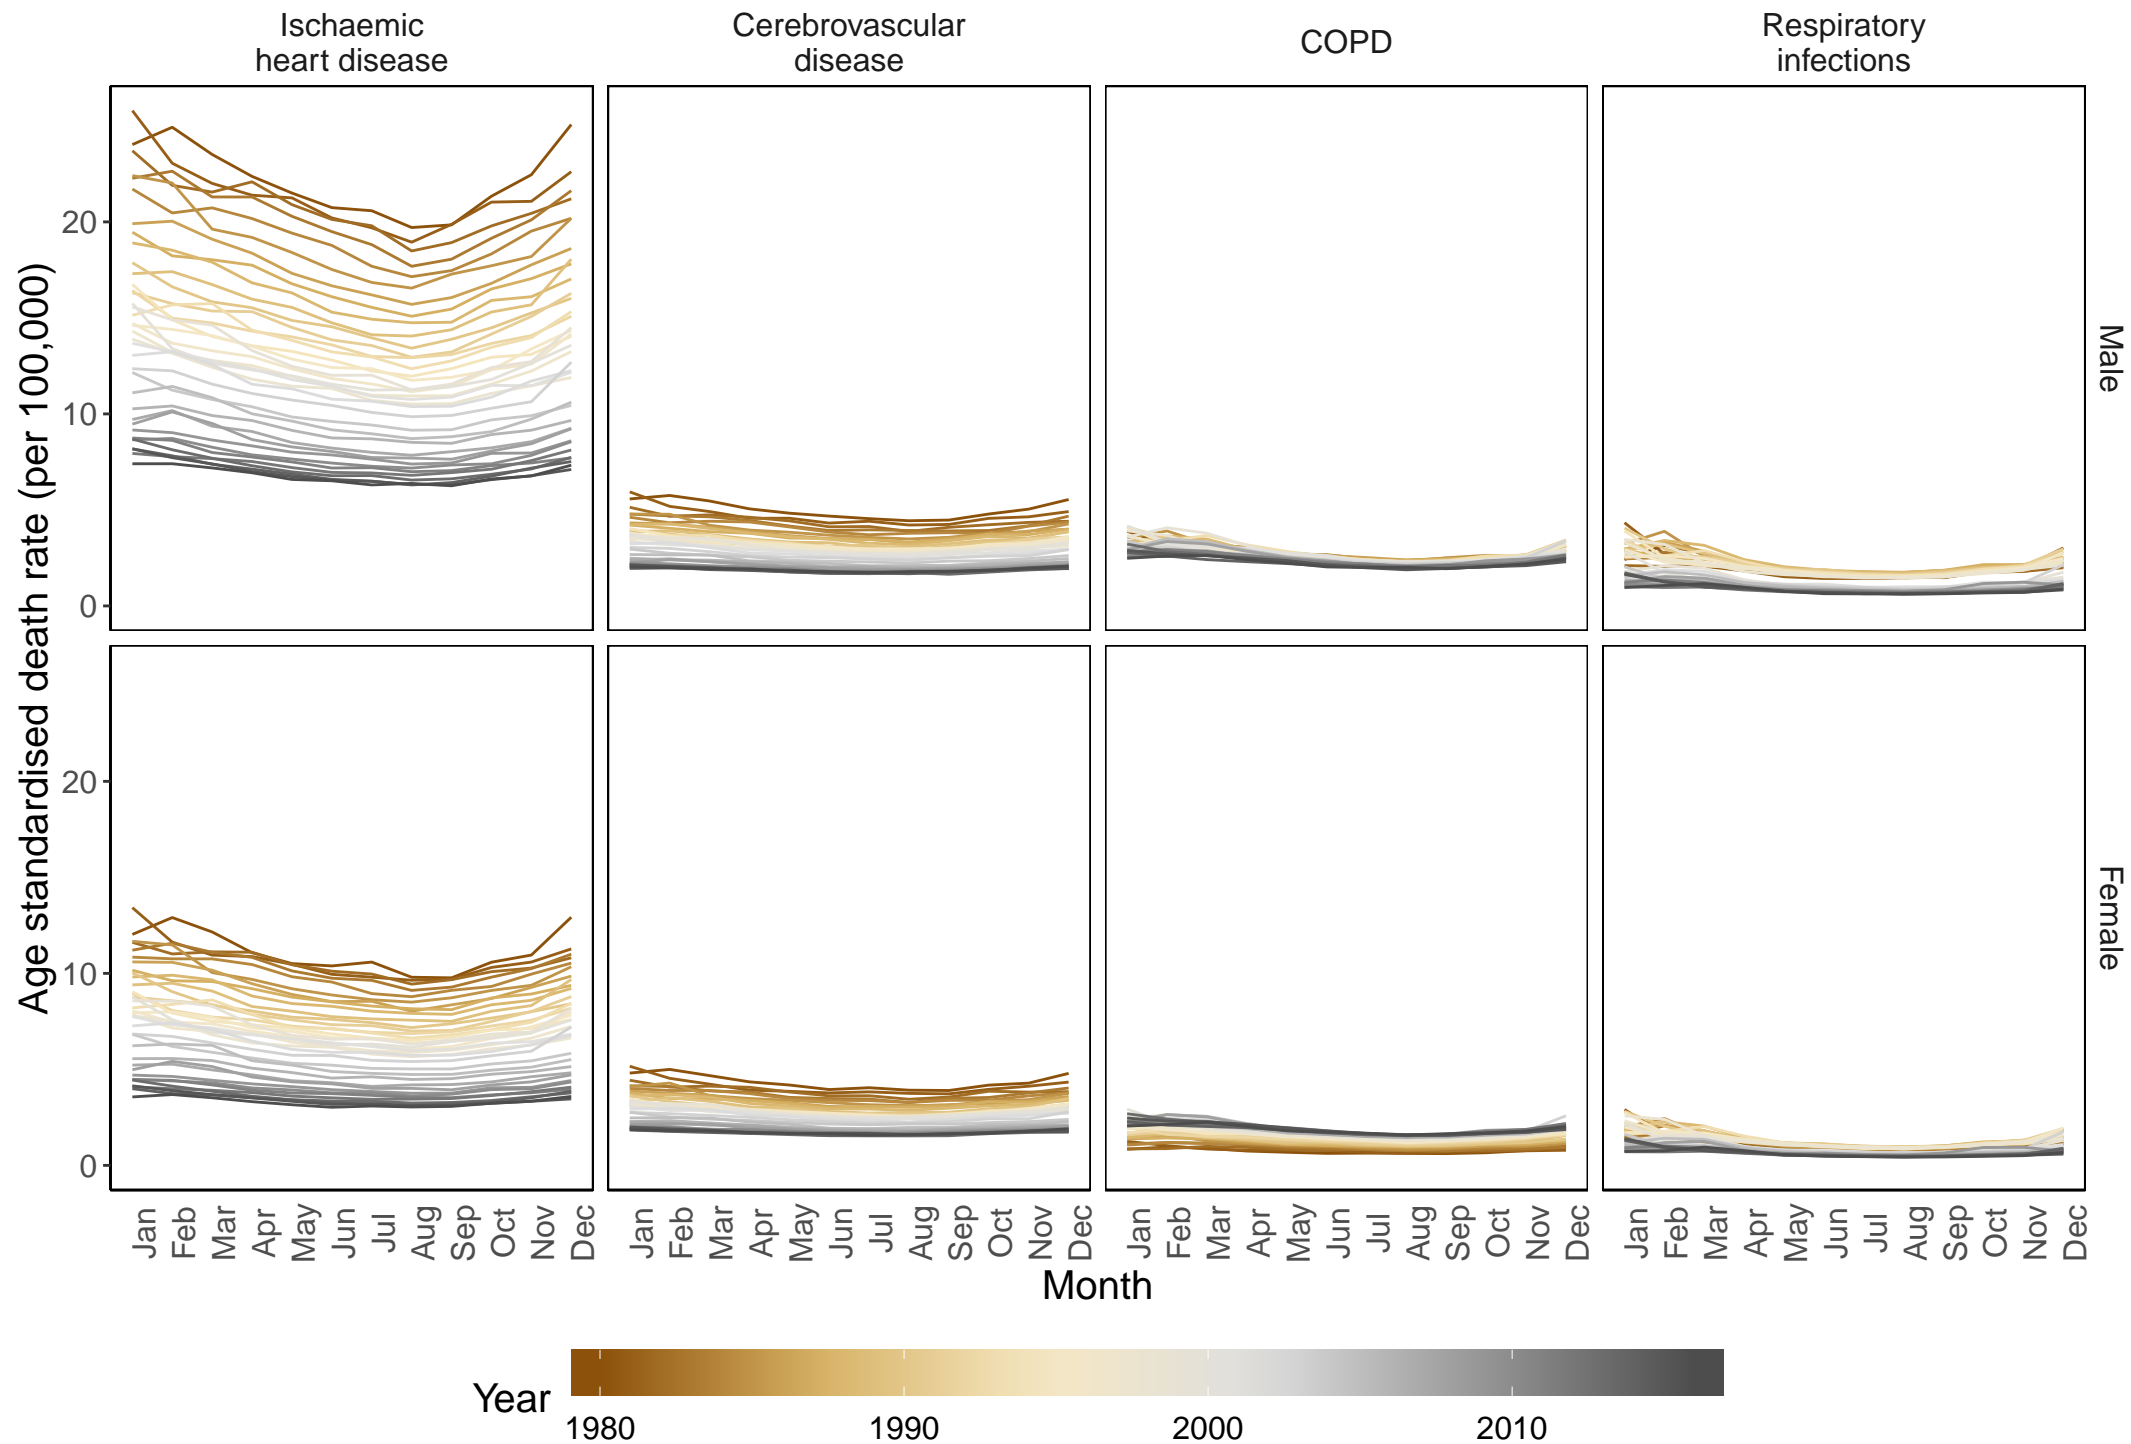 Ischaemic
heart disease
Cerebrovascular
disease
COPD
Respiratory
infections
Age standardised death rate (per 100,000)
20
10
0
Male
20
10
0
Female
Jan Feb Mar Apr May Jun Jul Aug Sep Oct Nov Dec
Jan Feb Mar Apr May Jun Jul Aug Sep Oct Nov Dec
Jan Feb Mar Apr May Jun Jul Aug Sep Oct Nov Dec
Jan Feb Mar Apr May Jun Jul Aug Sep Oct Nov Dec
Month
Year
1980 1990 2000 2010